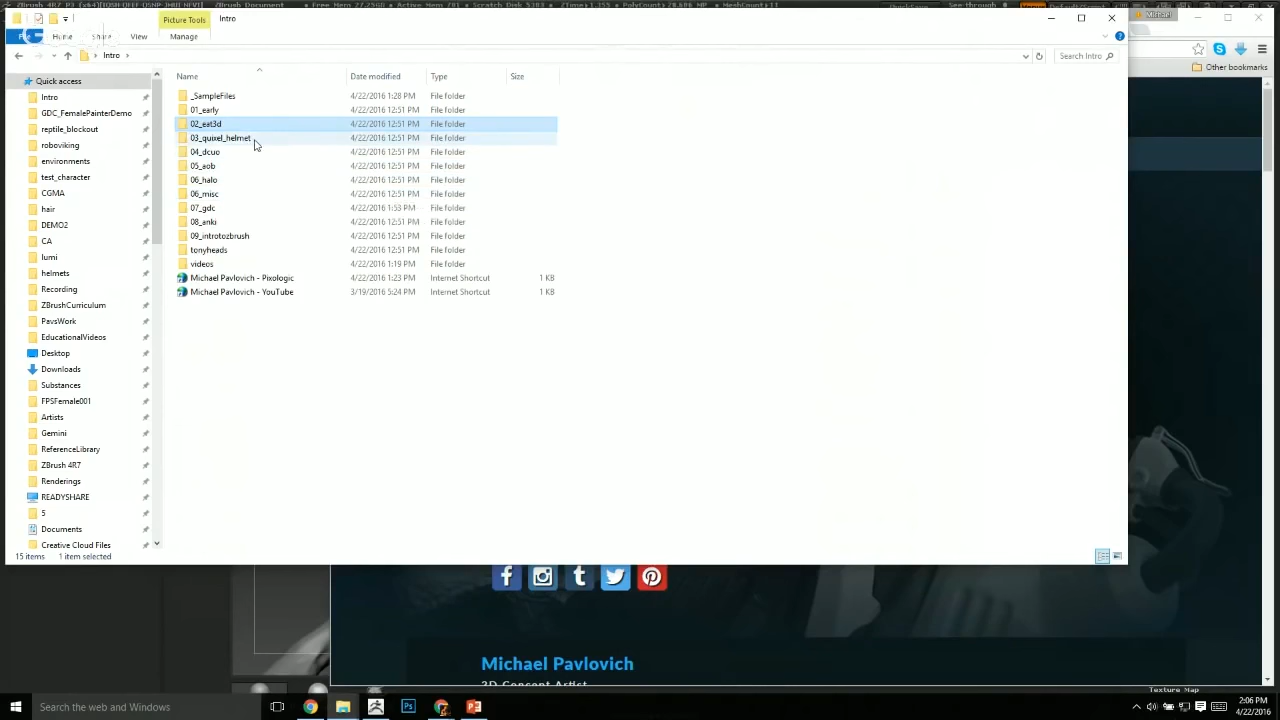 Picture Tools
Intro
Home
Share
View
Manage
Michael
Intro
Search Intro
Other bookmarks
Quick access
Intro
GDC_FemalePainterDemo
reptile_blockout
roboviking
environments
test_character
CGMA
hair
DEMO2
CA
lumi
helmets
Recording
ZBrushCurriculum
PavsWork
EducationalVideos
Desktop
Downloads
Substances
FPSFemale001
Artists
Gemini
ReferenceLibrary
ZBrush 4R7
Renderings
READYSHARE
5
Documents
Creative Cloud Files
Name Date modified Type Size
_SampleFiles 4/22/2016 1:28 PM File folder
01_early 4/22/2016 12:51 PM File folder
02_eat3d 4/22/2016 12:51 PM File folder
03_quixel_helmet 4/22/2016 12:51 PM File folder
04_dcuo 4/22/2016 12:51 PM File folder
05_aob 4/22/2016 12:51 PM File folder
06_halo 4/22/2016 12:51 PM File folder
06_misc 4/22/2016 12:51 PM File folder
07_gdc 4/22/2016 1:53 PM File folder
08_anki 4/22/2016 12:51 PM File folder
09_introtozbrush 4/22/2016 12:51 PM File folder
tonyheads 4/22/2016 12:51 PM File folder
videos 4/22/2016 1:19 PM File folder
Michael Pavlovich - Pixologic 4/22/2016 1:23 PM Internet Shortcut 1 KB
Michael Pavlovich - YouTube 3/19/2016 5:24 PM Internet Shortcut 1 KB
15 items 1 item selected
Michael Pavlovich
3D Concept Artist
Texture Map
Search the web and Windows
2:06 PM
4/22/2016